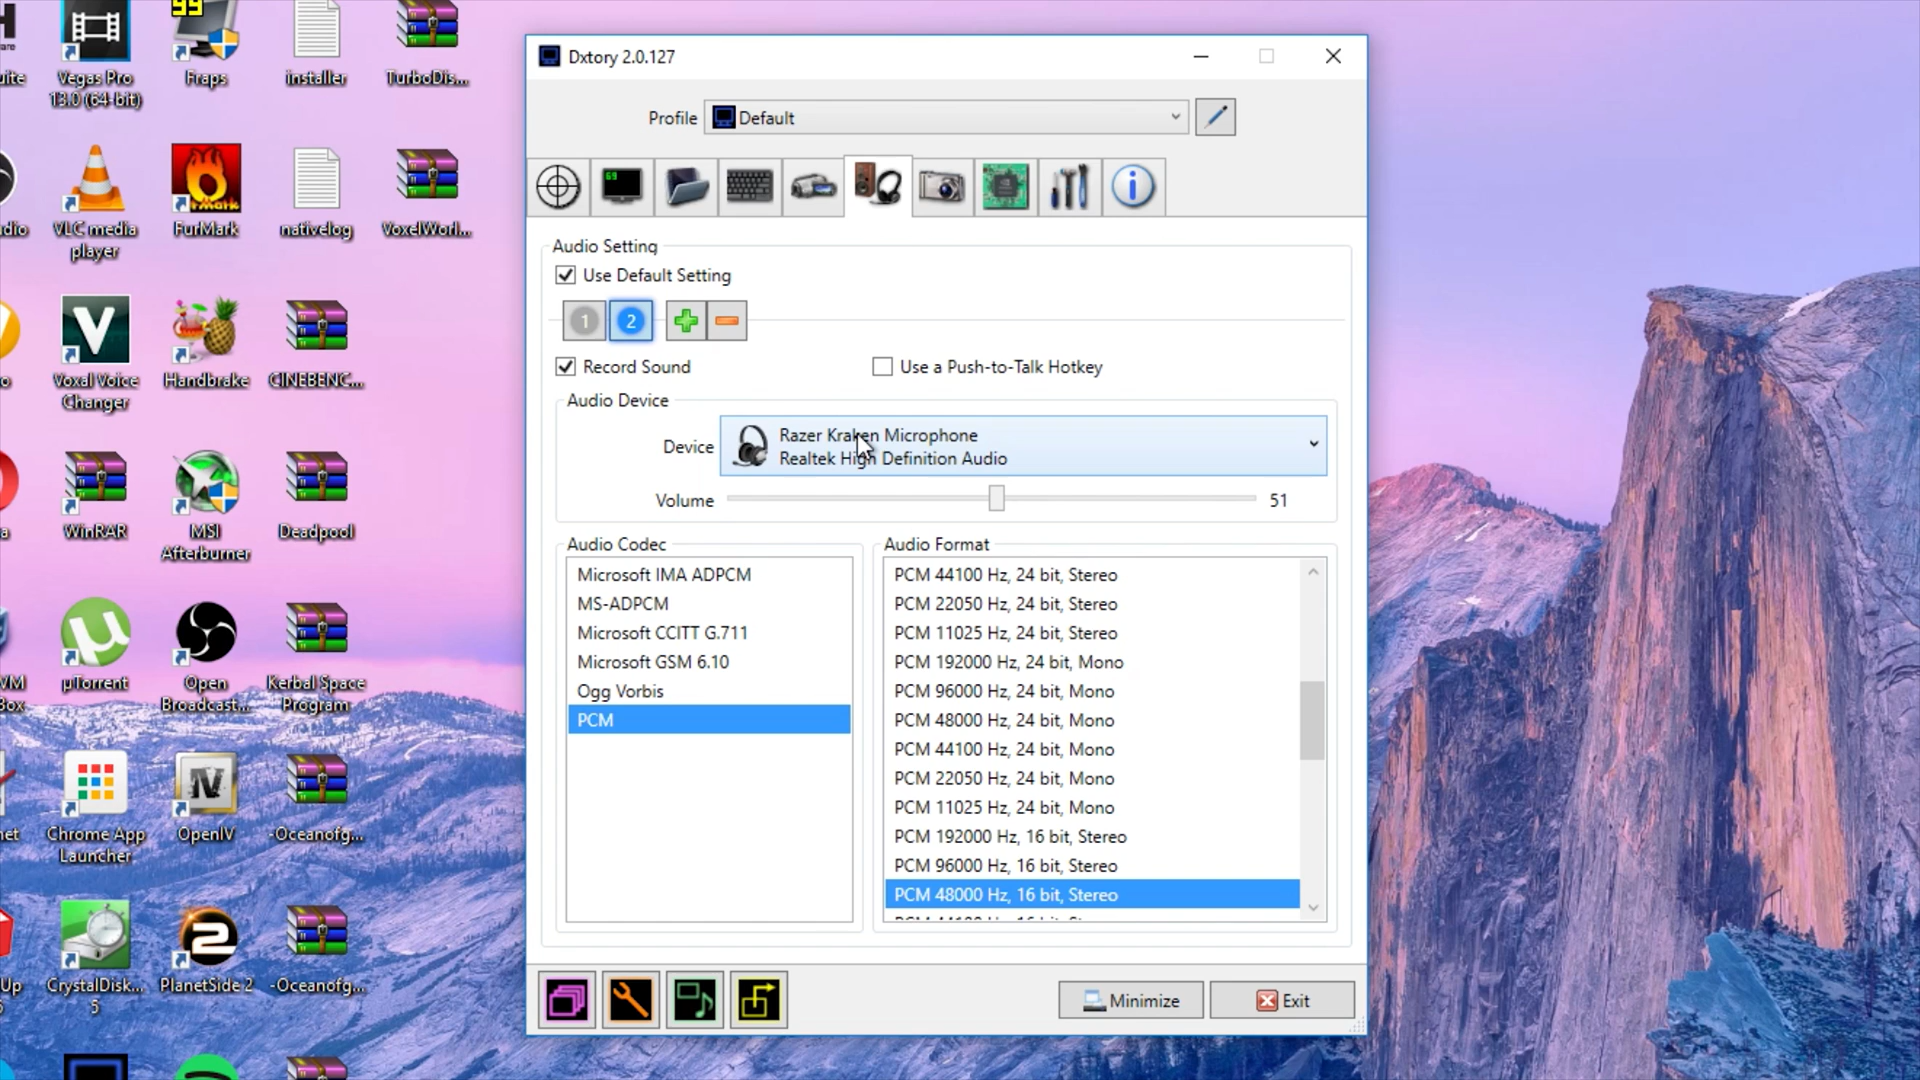 99
Vegas Pro
13.0 (64-bit)
Fraps
installer
TurboDis...
VLC media
player
FurMark
nativelog
VoxelWorl...
Voxal Voice
Changer
Handbrake
CINEBENC...
WinRAR
MSI
Afterburner
Deadpool
µTorrent
Open
Broadcast...
Kerbal Space
Program
Chrome App
Launcher
OpenIV
-Oceanofg...
CrystalDisk...
5
PlanetSide 2
-Oceanofg...
Dxtory 2.0.127
Profile
Default
69
Audio Setting
Use Default Setting
1
2
Record Sound
Use a Push-to-Talk Hotkey
Audio Device
Device
Razer Kraken Microphone
Realtek High Definition Audio
Volume
51
Audio Codec
Microsoft IMA ADPCM
MS-ADPCM
Microsoft CCITT G.711
Microsoft GSM 6.10
Ogg Vorbis
PCM
Audio Format
PCM 44100 Hz, 24 bit, Stereo
PCM 22050 Hz, 24 bit, Stereo
PCM 11025 Hz, 24 bit, Stereo
PCM 192000 Hz, 24 bit, Mono
PCM 96000 Hz, 24 bit, Mono
PCM 48000 Hz, 24 bit, Mono
PCM 44100 Hz, 24 bit, Mono
PCM 22050 Hz, 24 bit, Mono
PCM 11025 Hz, 24 bit, Mono
PCM 192000 Hz, 16 bit, Stereo
PCM 96000 Hz, 16 bit, Stereo
PCM 48000 Hz, 16 bit, Stereo
Minimize
Exit